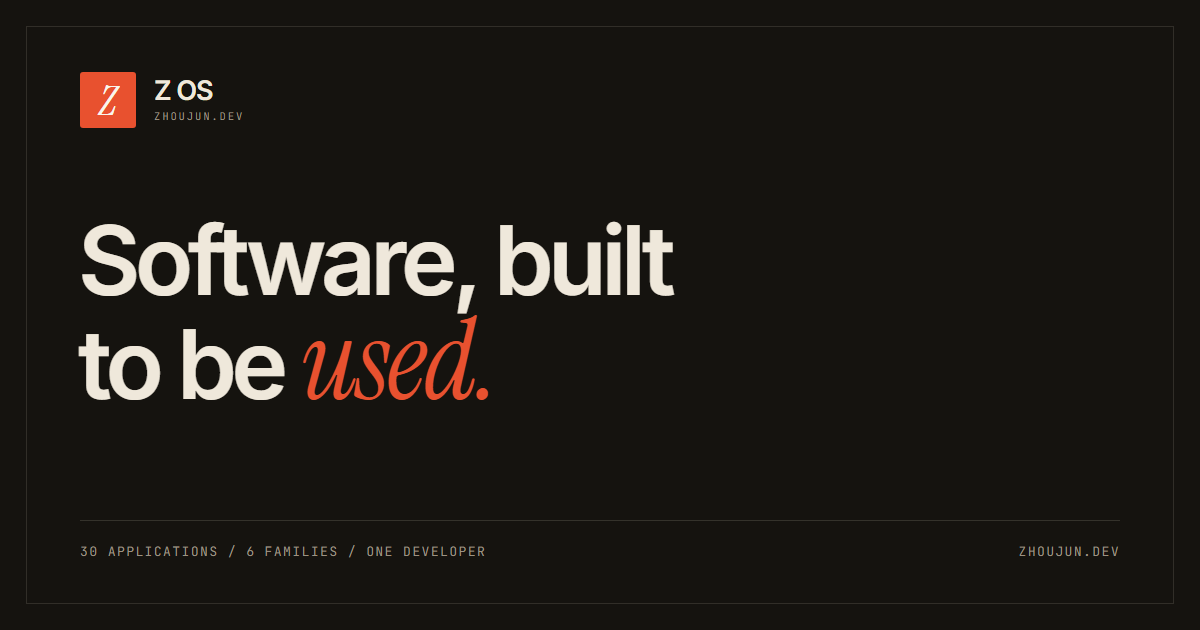 Z
Z OS
ZHOUJUN.DEV
Software, built
to be used.
30 APPLICATIONS / 6 FAMILIES / ONE DEVELOPER
ZHOUJUN.DEV